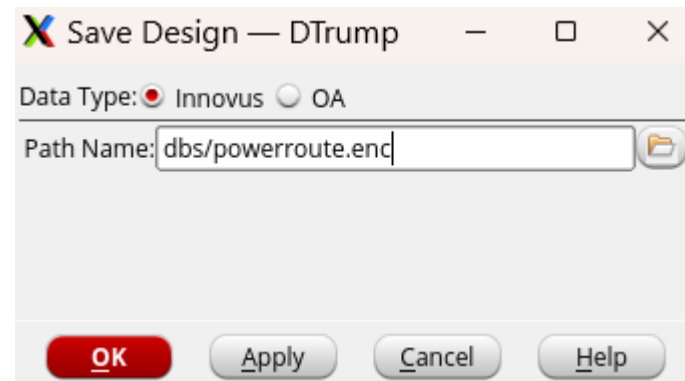 Save Design — DTrump
Data Type: Innovus OA
Path Name: dbs/powerroute.enc
OK Apply Cancel Help